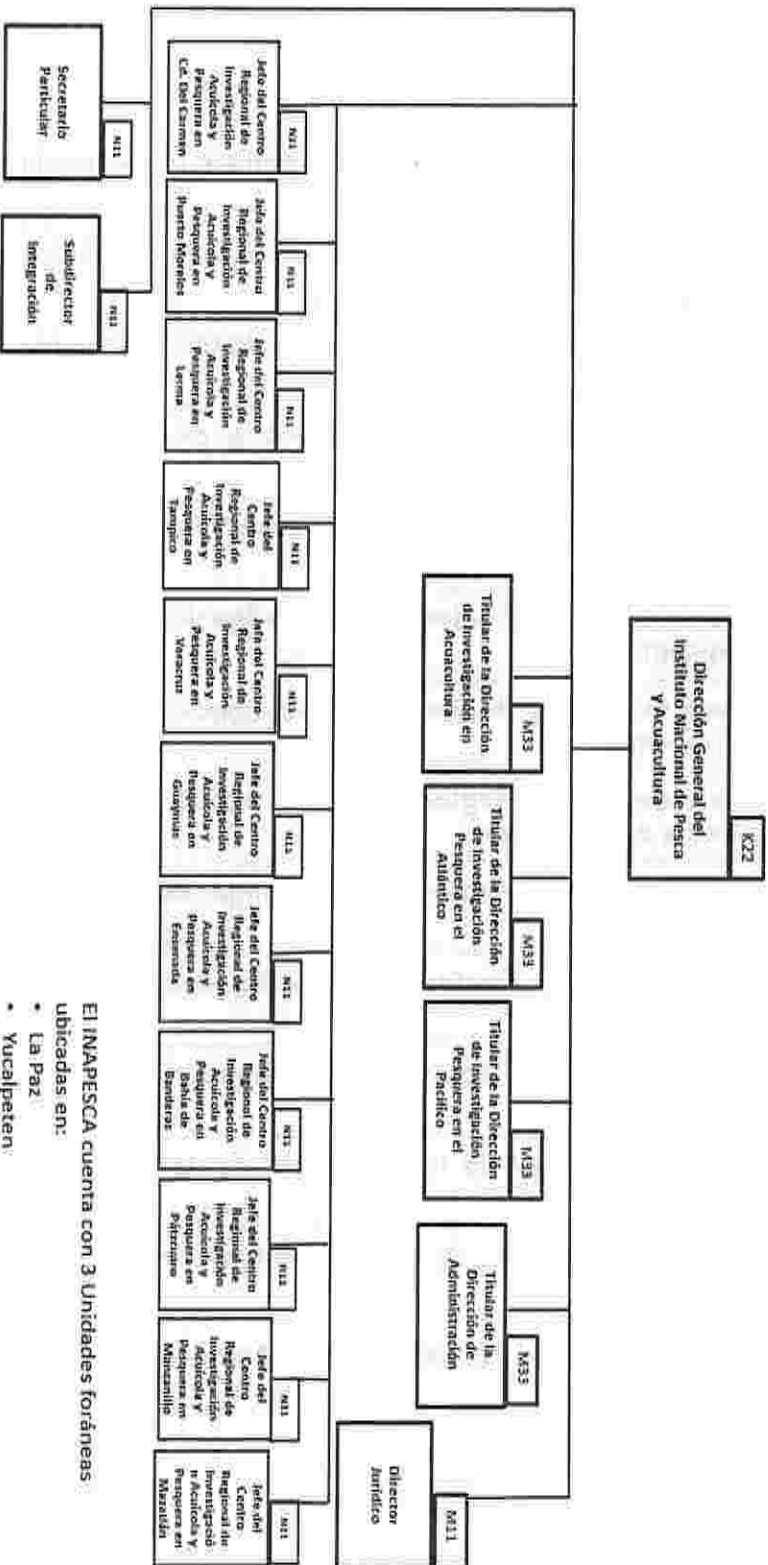 K22
Dirección General del
Instituto Nacional de Pesca
y Acuacultura
M33
Titular de la Dirección
de Investigación en
Acuacultura
M33
Titular de la Dirección
de Investigación
Pesquera en el
Atlántico
M33
Titular de la Dirección
de Investigación
Pesquera en el
Pacífico
M33
Titular de la
Dirección de
Administración
M11
Director
Jurídico
N11
Jefe del Centro
Regional de
Investigación
Acuícola y
Pesquera en
Cd. Del Carmen
N11
Jefe del Centro
Regional de
Investigación
Acuícola y
Pesquera en
Puerto Morelos
N11
Jefe del Centro
Regional de
Investigación
Acuícola y
Pesquera en
Lerma
N11
Jefe del
Centro
Regional de
Investigación
Acuícola y
Pesquera en
Tampico
N11
Jefe del Centro
Regional de
Investigación
Acuícola y
Pesquera en
Veracruz
N11
Jefe del Centro
Regional de
Investigación
Acuícola y
Pesquera en
Guaymas
N11
Jefe del Centro
Regional de
Investigación
Acuícola y
Pesquera en
Ensenada
N11
Jefe del Centro
Regional de
Investigación
Acuícola y
Pesquera en
Bahía de
Banderas
N11
Jefe del Centro
Regional de
Investigación
Acuícola y
Pesquera en
Pátzcuaro
N11
Jefe del
Centro
Regional de
Investigación
Acuícola y
Pesquera en
Manzanillo
N11
Jefe del
Centro
Regional de
Investigació
n Acuícola y
Pesquera en
Mazatlán
N11
Secretario
Particular
N11
Subdirector
de
Integración
El INAPESCA cuenta con 3 Unidades foráneas
ubicadas en:
• La Paz
• Yucalpeten